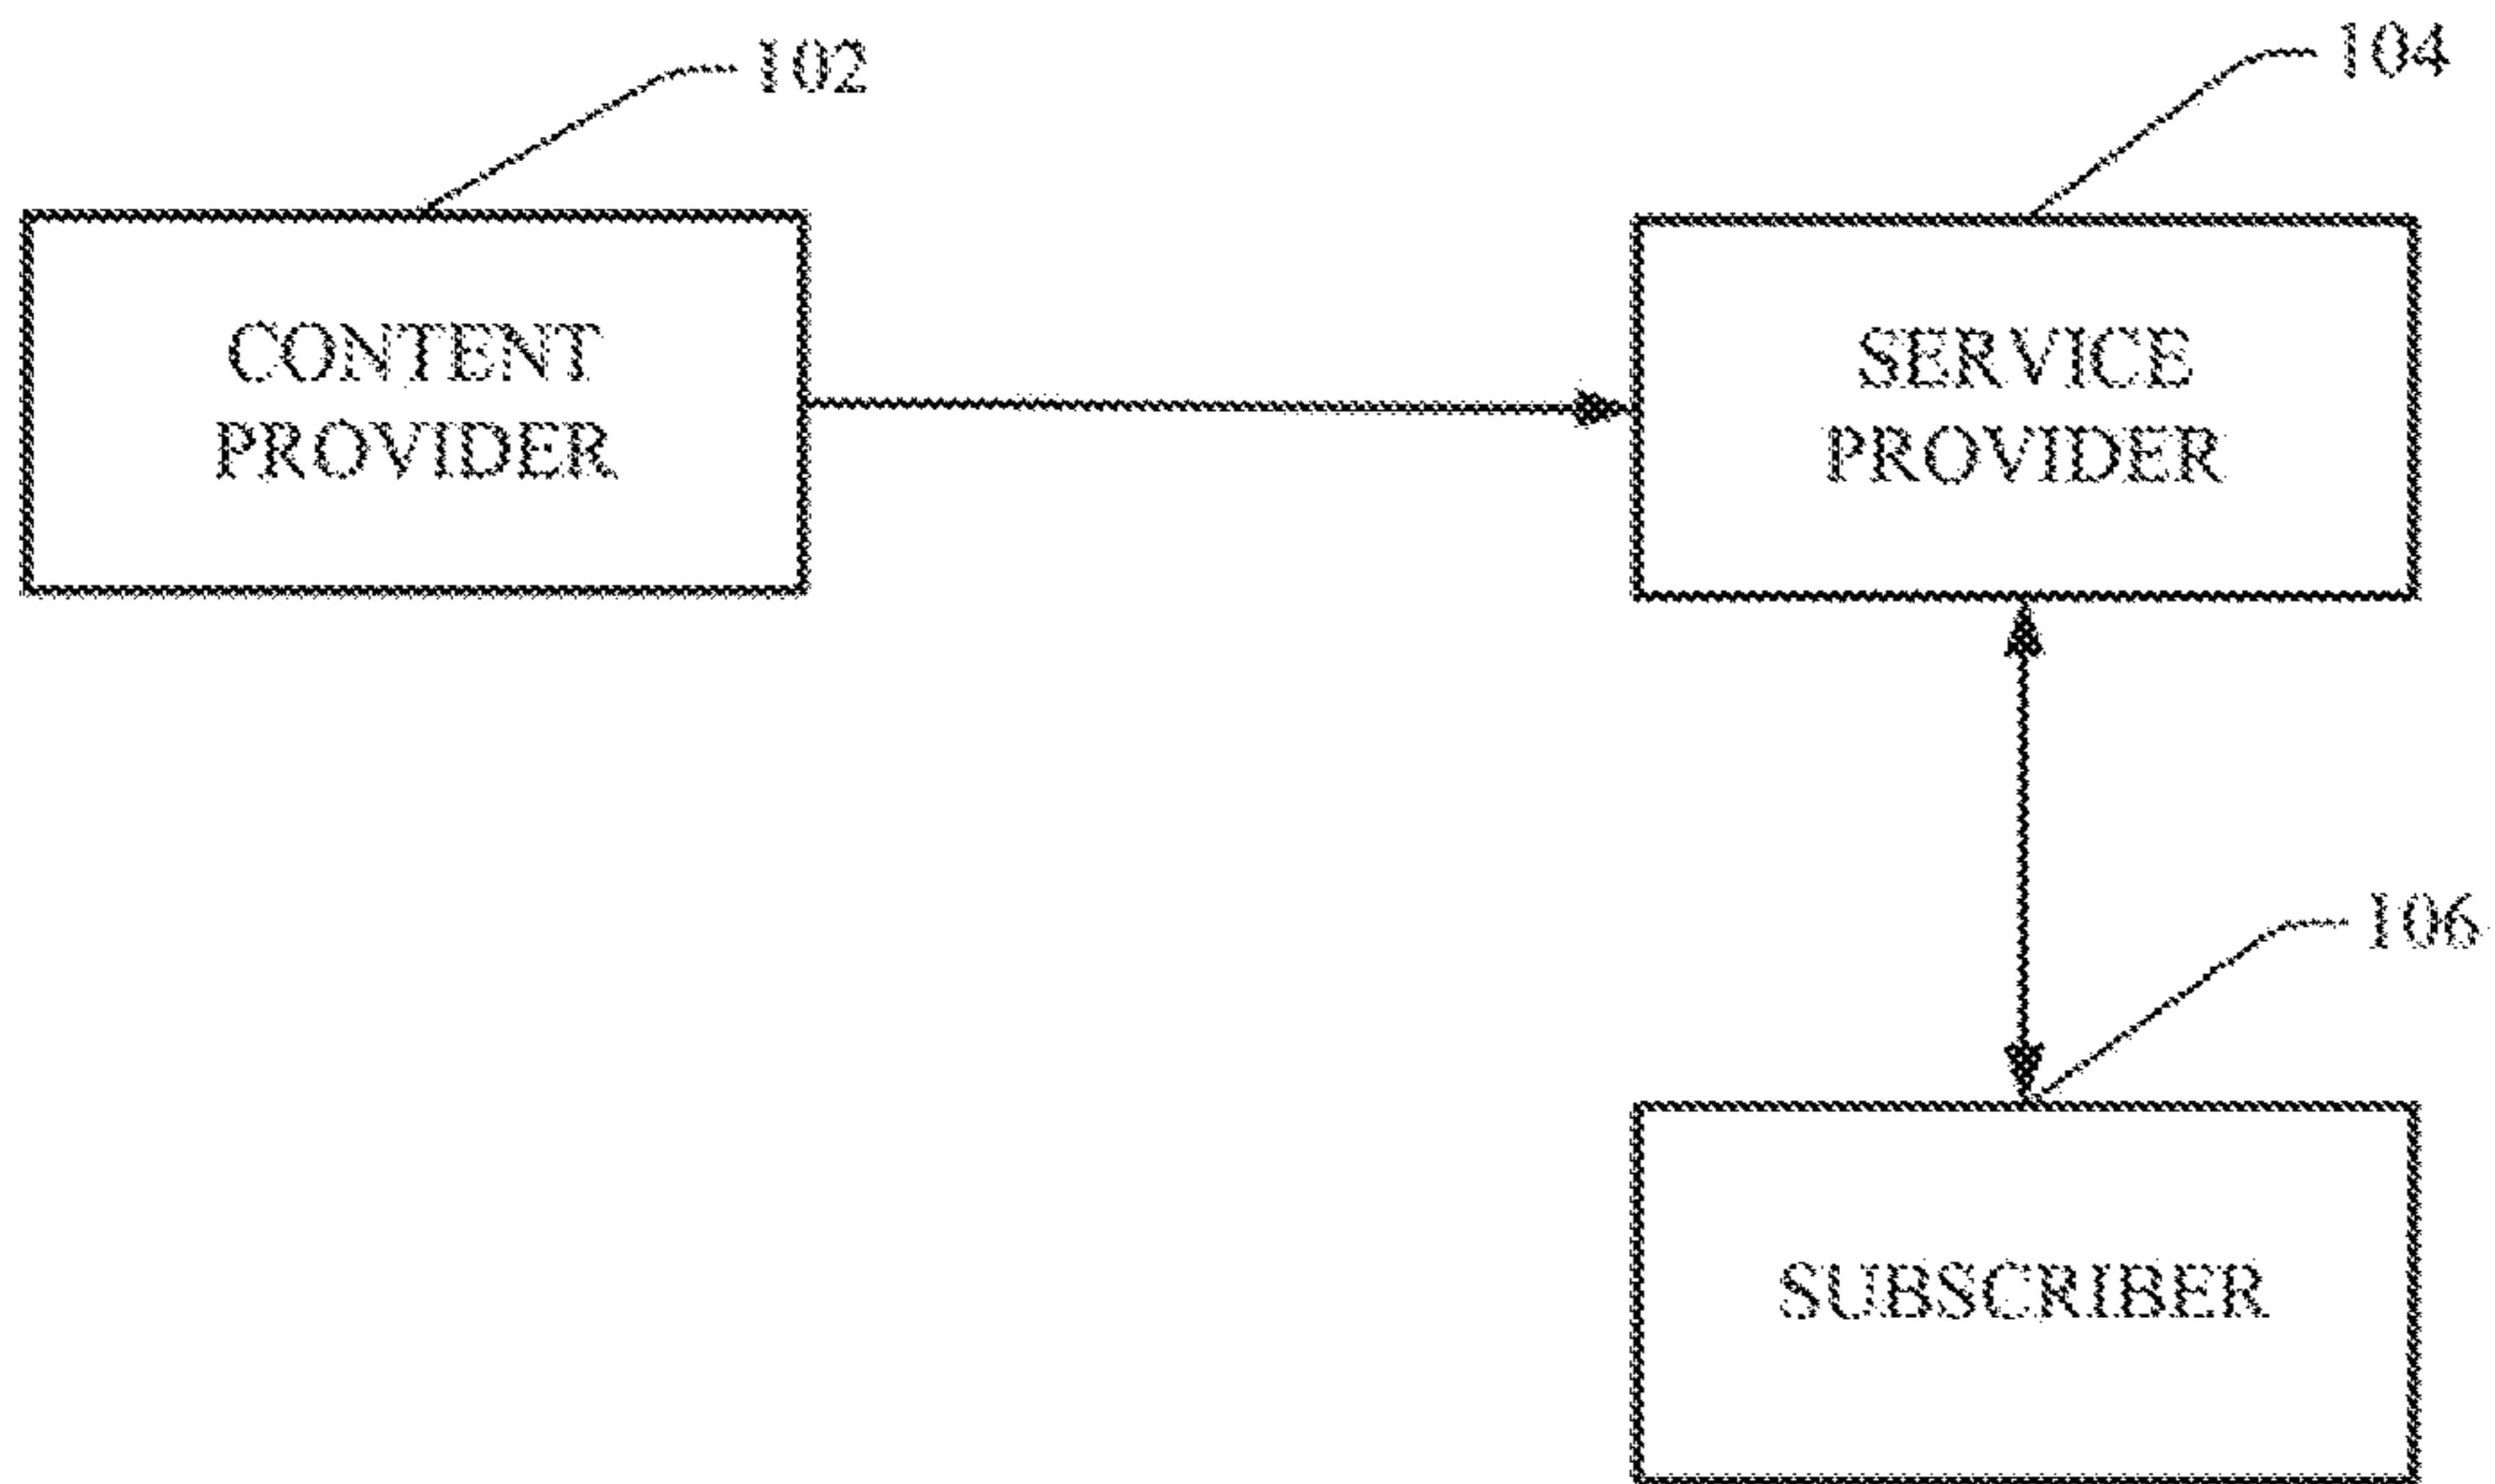 102
104
CONTENT
PROVIDER
SERVICE
PROVIDER
106
SUBSCRIBER